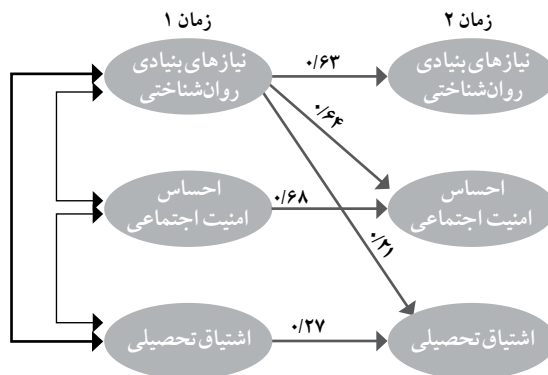 زمان ۱
زمان ۲
نیازهای بنیادی
روان‌شناختی
۰/۶۳
نیازهای بنیادی
روان‌شناختی
۰/۶۴
احساس
امنیت اجتماعی
۰/۶۸
احساس
امنیت اجتماعی
۰/۲۱
اشتیاق تحصیلی
۰/۲۷
اشتیاق تحصیلی